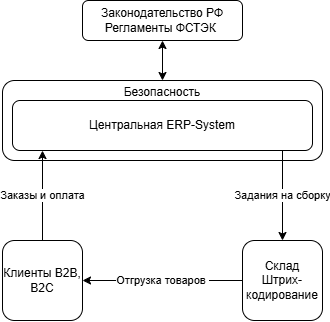 Законодательство РФ
Регламенты ФСТЭК
Безопасность
Центральная ERP-System
Заказы и оплата
Задания на сборку
Клиенты B2B,
B2C
Отгрузка товаров
Склад
Штрих-
кодирование